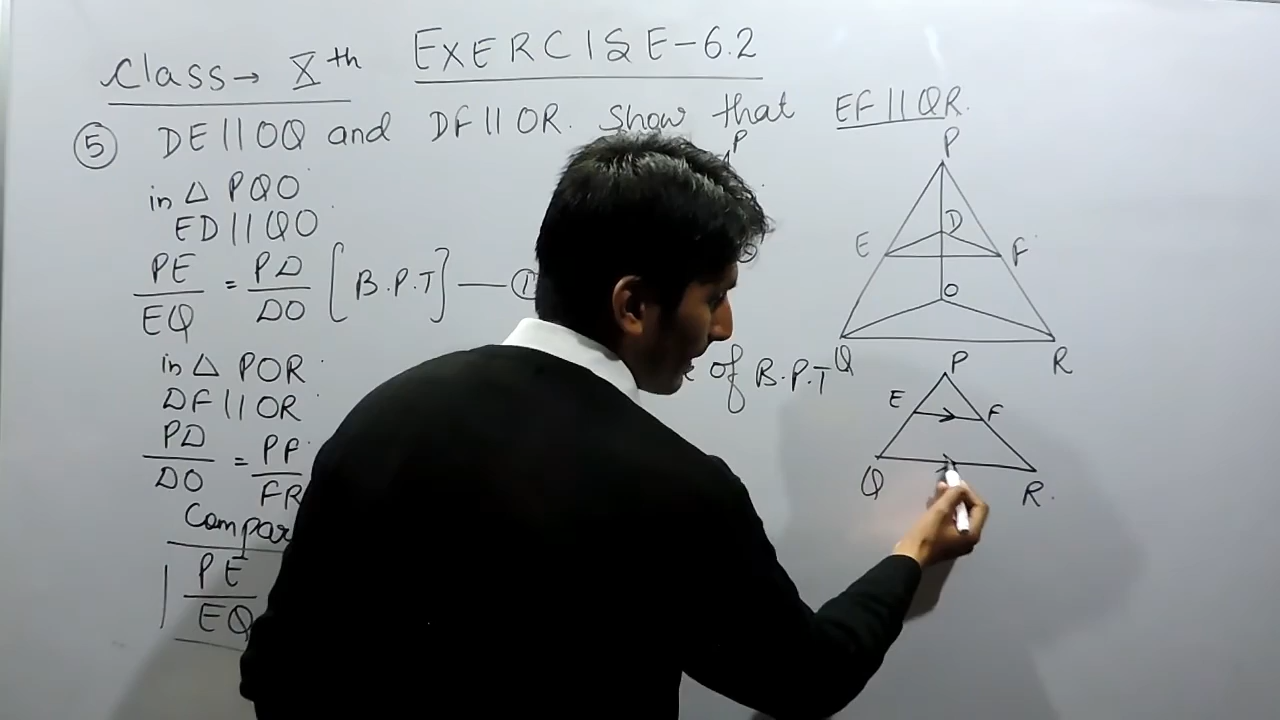 Class → Xth EXERCISE-6.2
5 DE||OQ and DF||OR. Show that EF||QR.
in △ PQO
ED||QO
PE/EQ = PD/DO [B.P.T] — 1
in △ POR
DF||OR
PD/DO = PF/FR
Compar
PE/EQ
P
of B.P.T
P
D
E F
O
Q R
P
E F
Q R